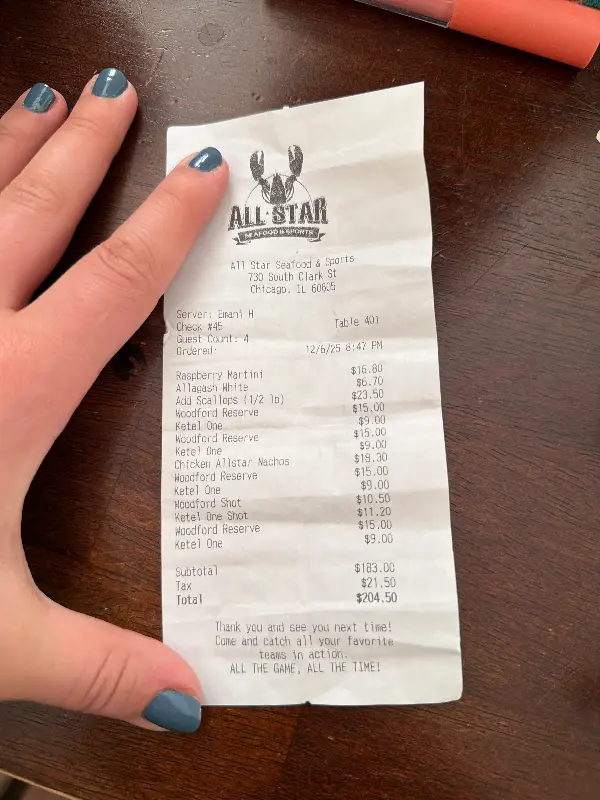 ALL STAR
SEAFOOD & SPORTS
All Star Seafood & Sports
730 South Clark St
Chicago, IL 60605
Server: Emani H
Check #45 Table 401
Guest Count: 4
Ordered: 12/6/25 8:47 PM
Raspberry Martini $16.80
Allagash White $6.70
Add Scallops (1/2 lb) $23.50
Woodford Reserve $15.00
Ketel One $9.00
Woodford Reserve $15.00
Ketel One $9.00
Chicken Allstar Nachos $18.30
Woodford Reserve $15.00
Ketel One $9.00
Woodford Shot $10.50
Ketel One Shot $11.20
Woodford Reserve $15.00
Ketel One $9.00
Subtotal $183.00
Tax $21.50
Total $204.50
Thank you and see you next time!
Come and catch all your favorite
teams in action.
ALL THE GAME, ALL THE TIME!